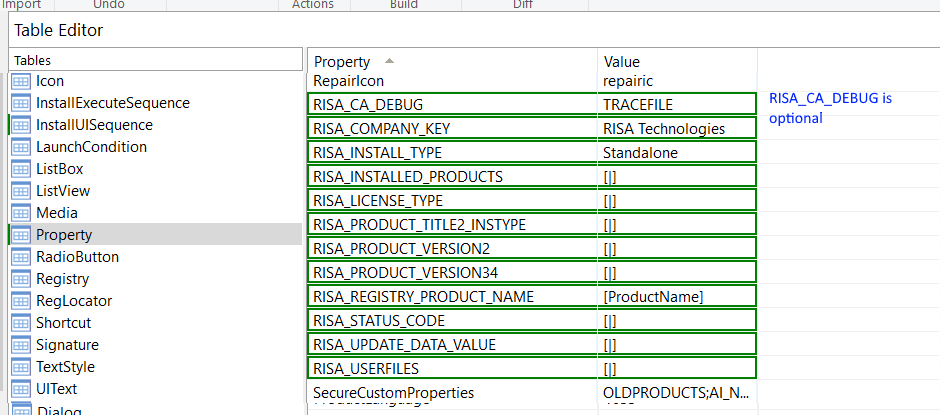 Import Undo Actions Build Diff
Table Editor
Tables
Icon
InstallExecuteSequence
InstallUISequence
LaunchCondition
ListBox
ListView
Media
Property
RadioButton
Registry
RegLocator
Shortcut
Signature
TextStyle
UIText
Dialog
Property Value
RepairIcon repairic
RISA_CA_DEBUG TRACEFILE
RISA_COMPANY_KEY RISA Technologies
RISA_INSTALL_TYPE Standalone
RISA_INSTALLED_PRODUCTS [|]
RISA_LICENSE_TYPE [|]
RISA_PRODUCT_TITLE2_INSTYPE [|]
RISA_PRODUCT_VERSION2 [|]
RISA_PRODUCT_VERSION34 [|]
RISA_REGISTRY_PRODUCT_NAME [ProductName]
RISA_STATUS_CODE [|]
RISA_UPDATE_DATA_VALUE [|]
RISA_USERFILES [|]
SecureCustomProperties OLDPRODUCTS;AI_N...
RISA_CA_DEBUG is
optional